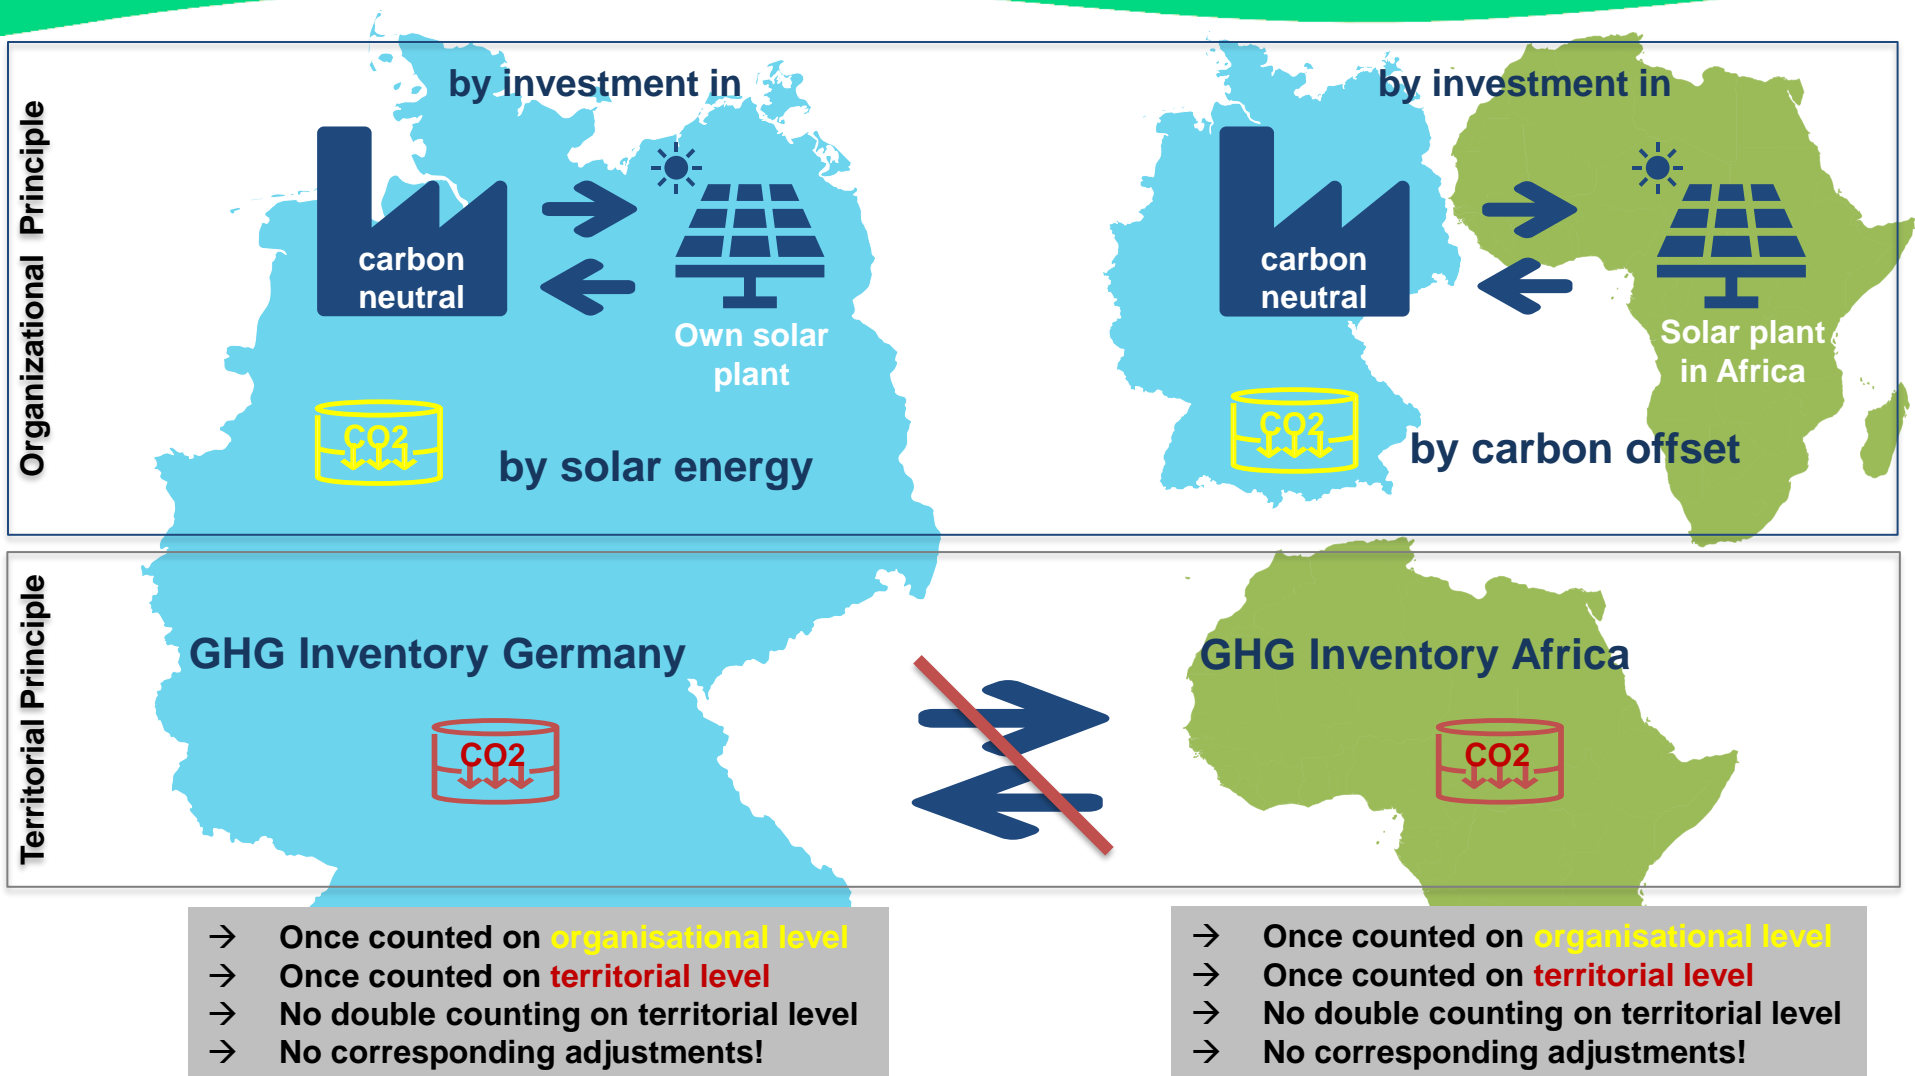 Organizational Principle
by investment in
carbon
neutral
Own solar
plant
CO2
by solar energy
by investment in
carbon
neutral
Solar plant
in Africa
CO2
by carbon offset
Territorial Principle
GHG Inventory Germany
CO2
GHG Inventory Africa
CO2
→ Once counted on organisational level
→ Once counted on territorial level
→ No double counting on territorial level
→ No corresponding adjustments!
→ Once counted on organisational level
→ Once counted on territorial level
→ No double counting on territorial level
→ No corresponding adjustments!